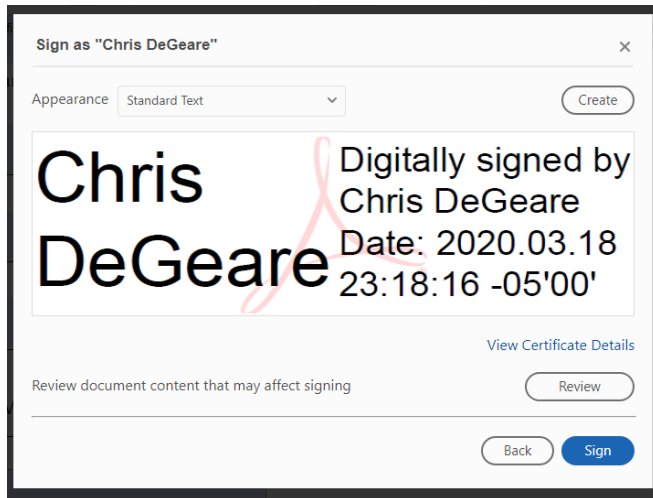 Sign as "Chris DeGeare"
Appearance Standard Text Create
Chris
DeGeare
Digitally signed by
Chris DeGeare
Date: 2020.03.18
23:18:16 -05'00'
View Certificate Details
Review document content that may affect signing Review
Back Sign